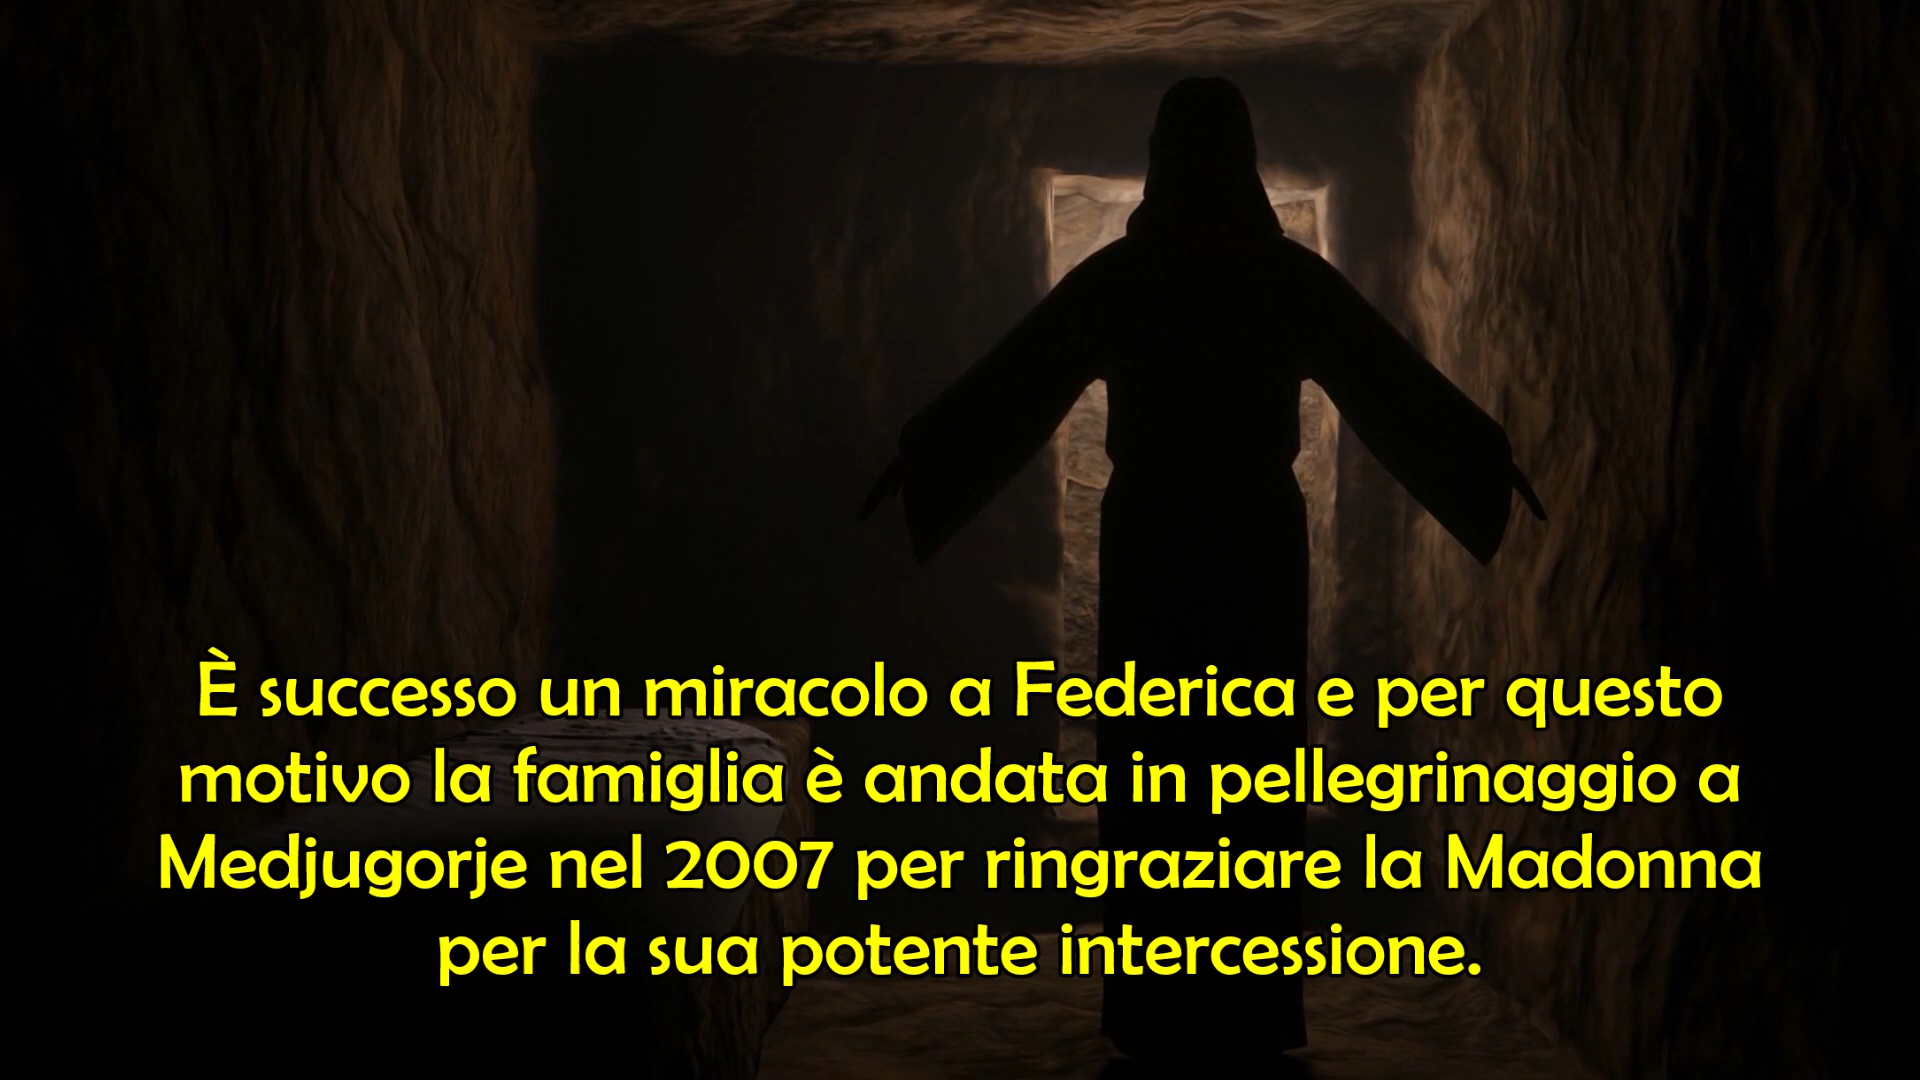 È successo un miracolo a Federica e per questo
motivo la famiglia è andata in pellegrinaggio a
Medjugorje nel 2007 per ringraziare la Madonna
per la sua potente intercessione.